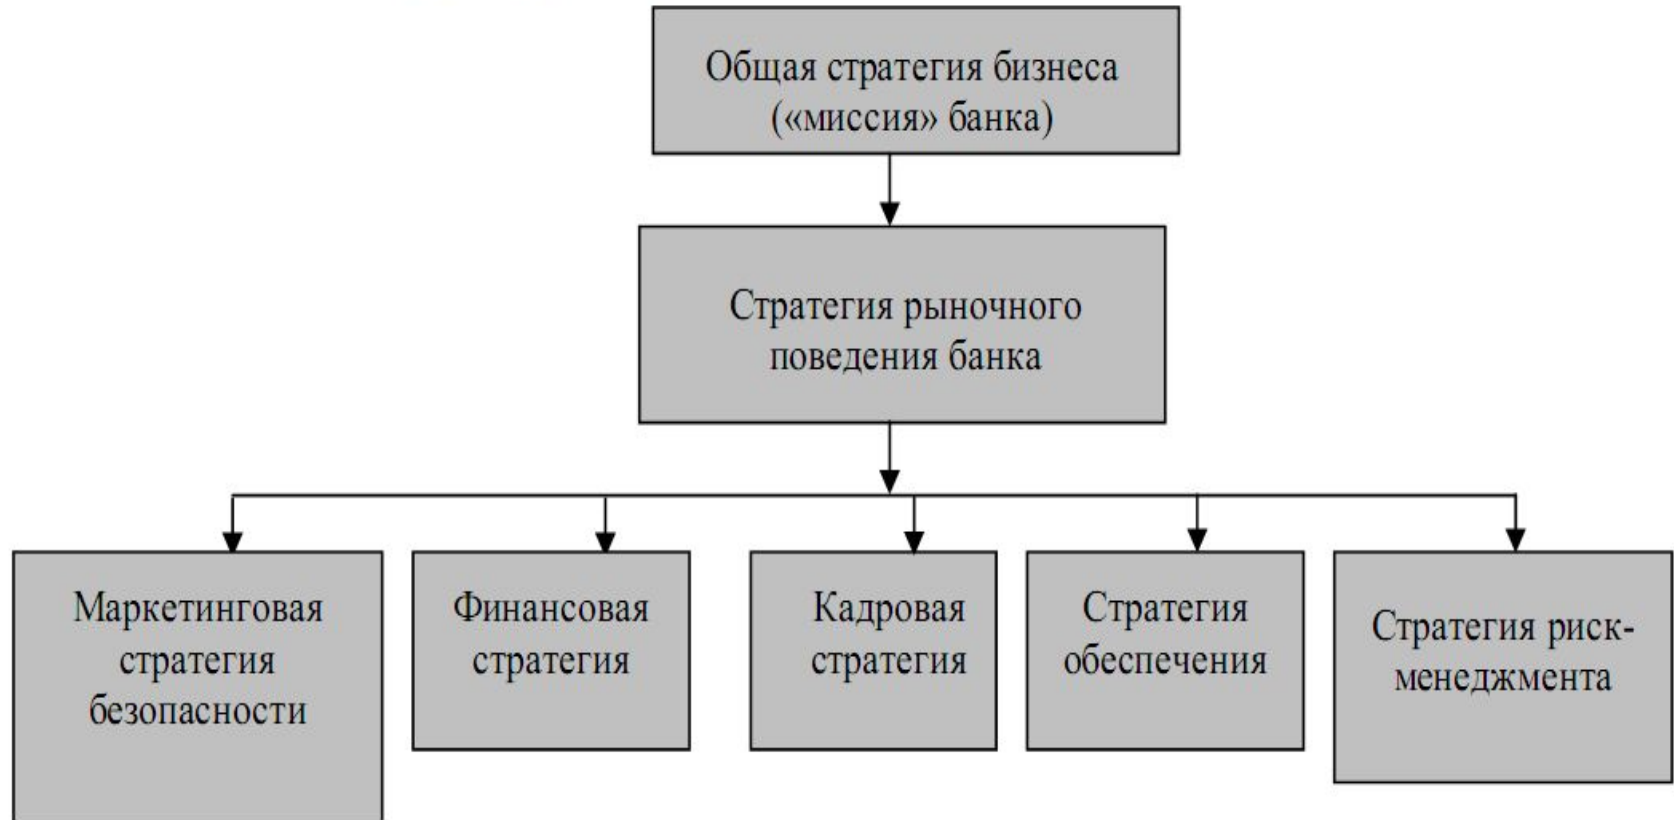 Общая стратегия бизнеса
(«миссия» банка)
Стратегия рыночного
поведения банка
Маркетинговая
стратегия
безопасности
Финансовая
стратегия
Кадровая
стратегия
Стратегия
обеспечения
Стратегия риск-
менеджмента